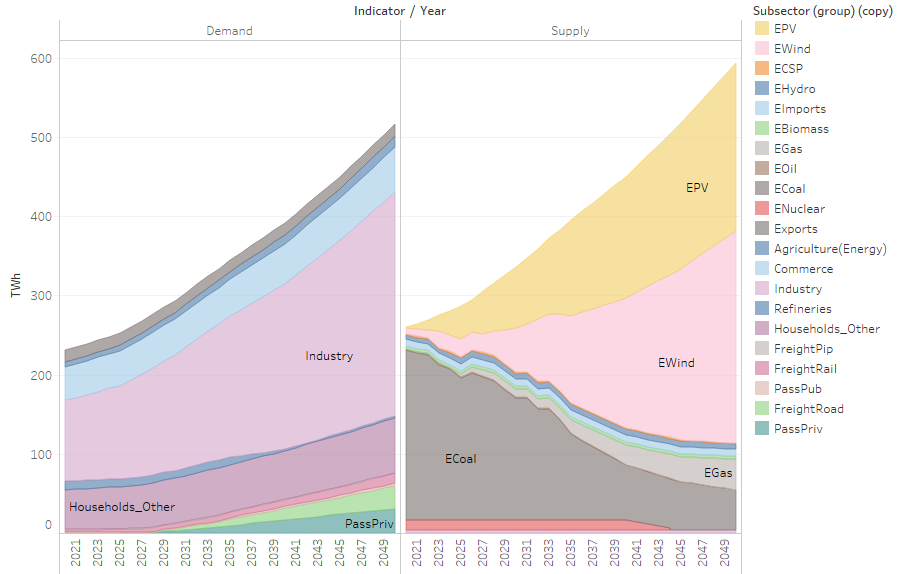 Indicator / Year
Demand
Supply
TWh
600
500
400
300
200
100
0
Industry
Households_Other
PassPriv
EPV
EWind
ECoal
EGas
2021 2023 2025 2027 2029 2031 2033 2035 2037 2039 2041 2043 2045 2047 2049
2021 2023 2025 2027 2029 2031 2033 2035 2037 2039 2041 2043 2045 2047 2049
Subsector (group) (copy)
EPV
EWind
ECSP
EHydro
EImports
EBiomass
EGas
EOil
ECoal
ENuclear
Exports
Agriculture(Energy)
Commerce
Industry
Refineries
Households_Other
FreightPip
FreightRail
PassPub
FreightRoad
PassPriv